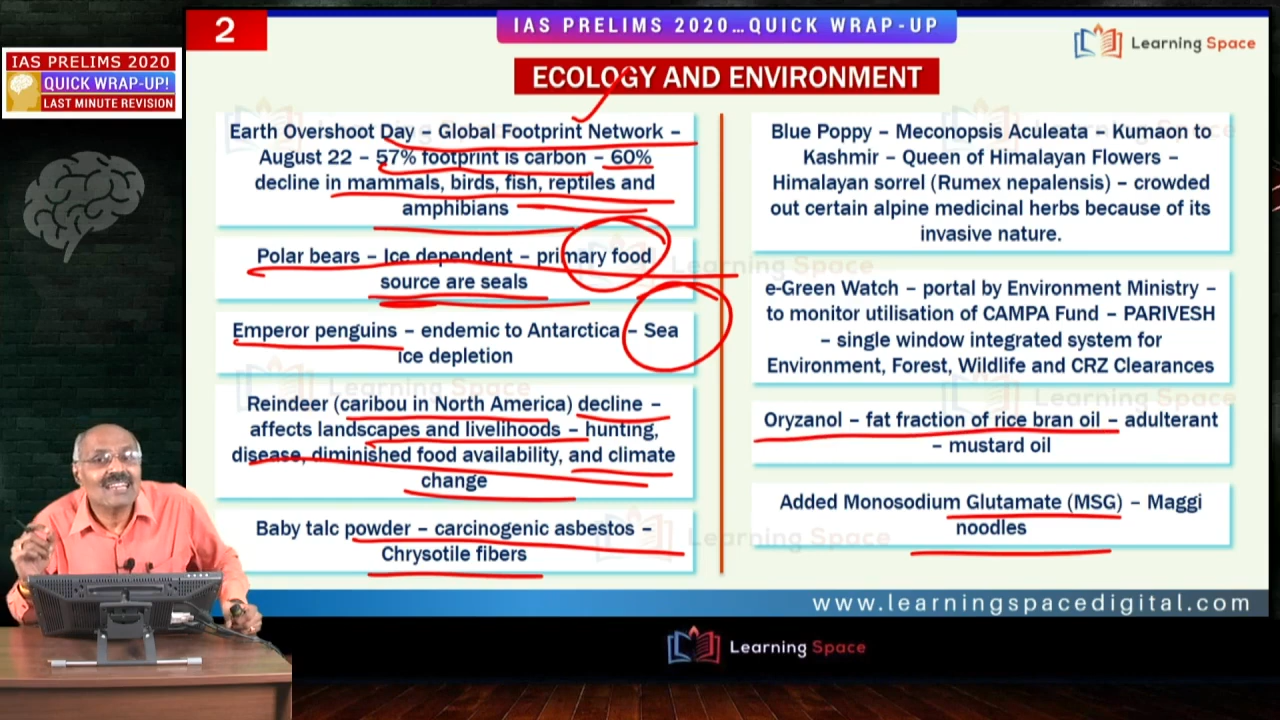 2
IAS PRELIMS 2020...QUICK WRAP-UP
Learning Space
IAS PRELIMS 2020
QUICK WRAP-UP!
LAST MINUTE REVISION
ECOLOGY AND ENVIRONMENT
Earth Overshoot Day – Global Footprint Network –
August 22 – 57% footprint is carbon – 60%
decline in mammals, birds, fish, reptiles and
amphibians
Polar bears – Ice dependent – primary food
source are seals
Emperor penguins – endemic to Antarctica – Sea
ice depletion
Reindeer (caribou in North America) decline –
affects landscapes and livelihoods – hunting,
disease, diminished food availability, and climate
change
Baby talc powder – carcinogenic asbestos –
Chrysotile fibers
Blue Poppy – Meconopsis Aculeata – Kumaon to
Kashmir – Queen of Himalayan Flowers –
Himalayan sorrel (Rumex nepalensis) – crowded
out certain alpine medicinal herbs because of its
invasive nature.
e-Green Watch – portal by Environment Ministry –
to monitor utilisation of CAMPA Fund – PARIVESH
– single window integrated system for
Environment, Forest, Wildlife and CRZ Clearances
Oryzanol – fat fraction of rice bran oil – adulterant
– mustard oil
Added Monosodium Glutamate (MSG) – Maggi
noodles
www.learningspacedigital.com
Learning Space